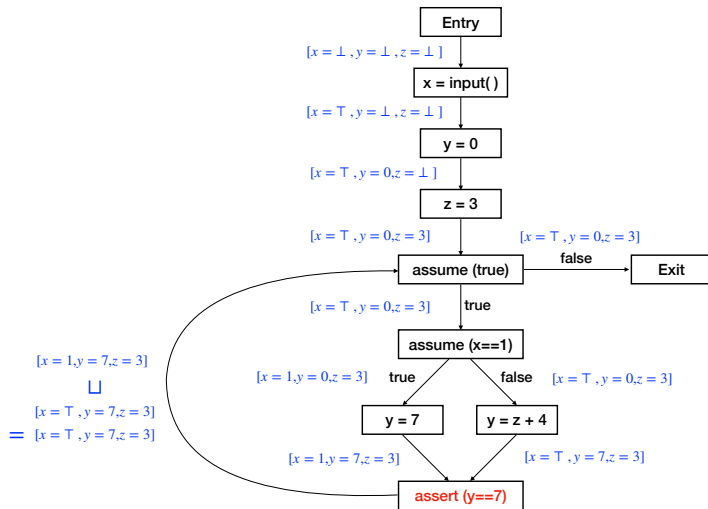 Entry
[x = ⊥ , y = ⊥ , z = ⊥ ]
x = input( )
[x = ⊤ , y = ⊥ , z = ⊥ ]
y = 0
[x = ⊤ , y = 0,z = ⊥ ]
z = 3
[x = ⊤ , y = 0,z = 3]
[x = ⊤ , y = 0,z = 3]
assume (true)
false
Exit
[x = ⊤ , y = 0,z = 3]
true
assume (x==1)
[x = 1,y = 7,z = 3]
⊔
[x = ⊤ , y = 7,z = 3]
= [x = ⊤ , y = 7,z = 3]
[x = 1,y = 0,z = 3]
true
false
[x = ⊤ , y = 0,z = 3]
y = 7
y = z + 4
[x = 1,y = 7,z = 3]
[x = ⊤ , y = 7,z = 3]
assert (y==7)